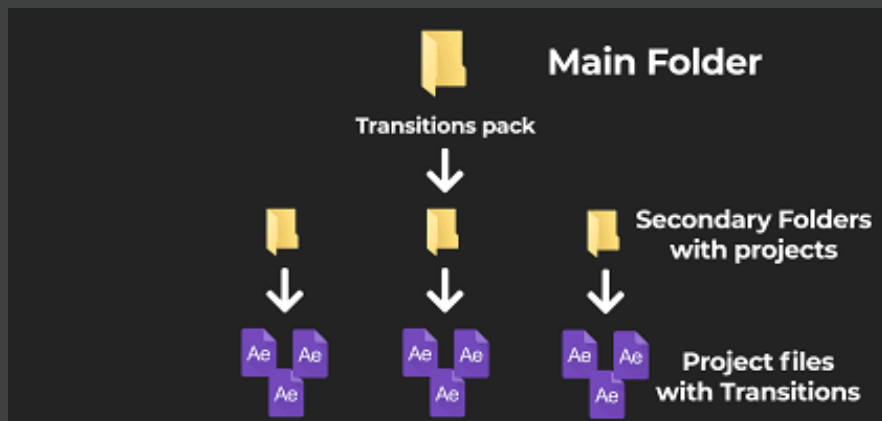 Main Folder
Transitions pack
Secondary Folders
with projects
Ae Ae Ae Ae Ae Ae
Ae Ae Ae
Project files
with Transitions